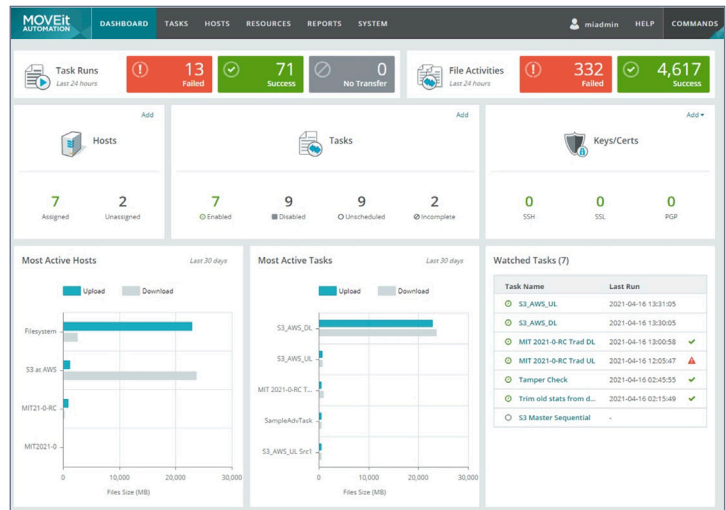 MOVEit
AUTOMATION
DASHBOARD TASKS HOSTS RESOURCES REPORTS SYSTEM miadmin HELP COMMANDS
Task Runs
Last 24 hours
13
Failed
71
Success
0
No Transfer
File Activities
Last 24 hours
332
Failed
4,617
Success
Add
Hosts
7
Assigned
2
Unassigned
Add
Tasks
7
Enabled
9
Disabled
9
Unscheduled
2
Incomplete
Add
Keys/Certs
0
SSH
0
SSL
0
PGP
Most Active Hosts Last 30 days
Upload Download
Filesystem
S3 at AWS
MIT21-0-RC
MIT2021-0
0 10,000 20,000 30,000
Files Size (MB)
Most Active Tasks Last 30 days
Upload Download
S3_AWS_DL
S3_AWS_UL
MIT 2021-0-RC T...
SampleAdvTask
S3_AWS_UL Src1
0 10,000 20,000 30,000
Files Size (MB)
Watched Tasks (7)
Task Name Last Run
S3_AWS_UL 2021-04-16 13:31:05
S3_AWS_DL 2021-04-16 13:30:05
MIT 2021-0-RC Trad DL 2021-04-16 13:00:58
MIT 2021-0-RC Trad UL 2021-04-16 12:05:47
Tamper Check 2021-04-16 02:45:55
Trim old stats from d... 2021-04-16 02:15:49
S3 Master Sequential -